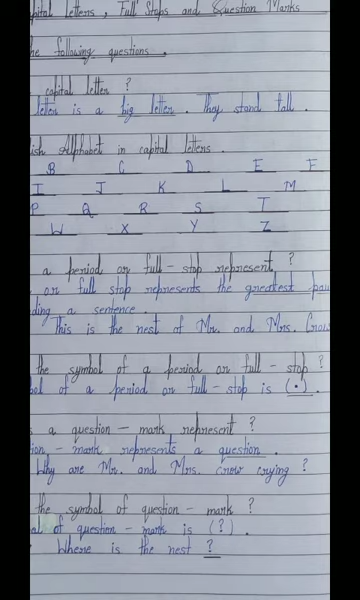 pital Letters, Full Stops and Question Marks
he following questions.
capital letter ?
letter is a big letter. They stand tall.
ish Alphabet in capital letters.
B C D E F
I J K L M
P Q R S T
W X Y Z
a period or full-stop represent ?
or full stop represents the greatest pau
ding a sentence.
This is the nest of Mr. and Mrs. Crow
the symbol of a period or full-stop ?
bol of a period or full-stop is (.).
s a question-mark represent ?
ion-mark represents a question.
Why are Mr. and Mrs. Crow crying ?
the symbol of question-mark ?
ol of question-mark is (?).
Where is the nest ?